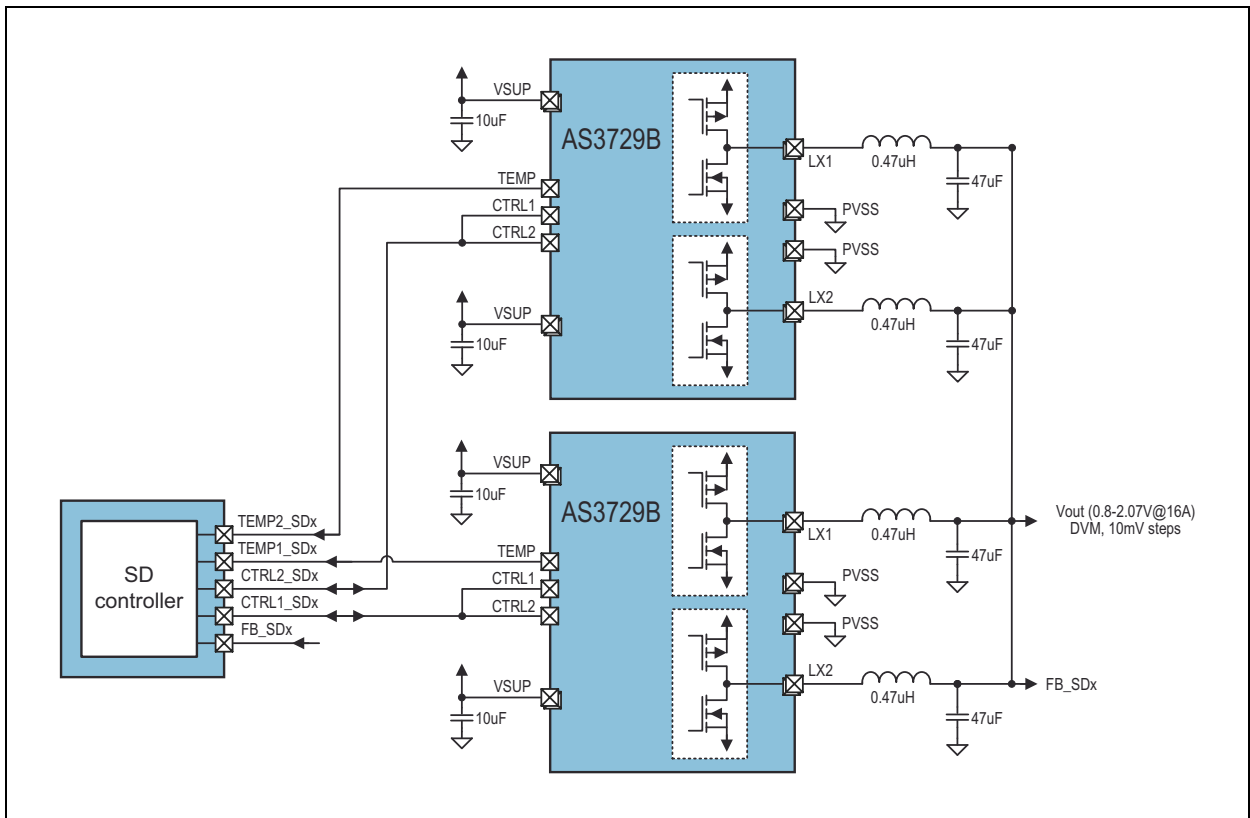 VSUP
10uF
AS3729B
TEMP
CTRL1
CTRL2
VSUP
10uF
LX1
0.47uH
47uF
PVSS
PVSS
LX2
0.47uH
47uF
VSUP
10uF
AS3729B
TEMP
CTRL1
CTRL2
VSUP
10uF
LX1
0.47uH
47uF
PVSS
PVSS
LX2
0.47uH
47uF
Vout (0.8-2.07V@16A)
DVM, 10mV steps
FB_SDx
SD
controller
TEMP2_SDx
TEMP1_SDx
CTRL2_SDx
CTRL1_SDx
FB_SDx